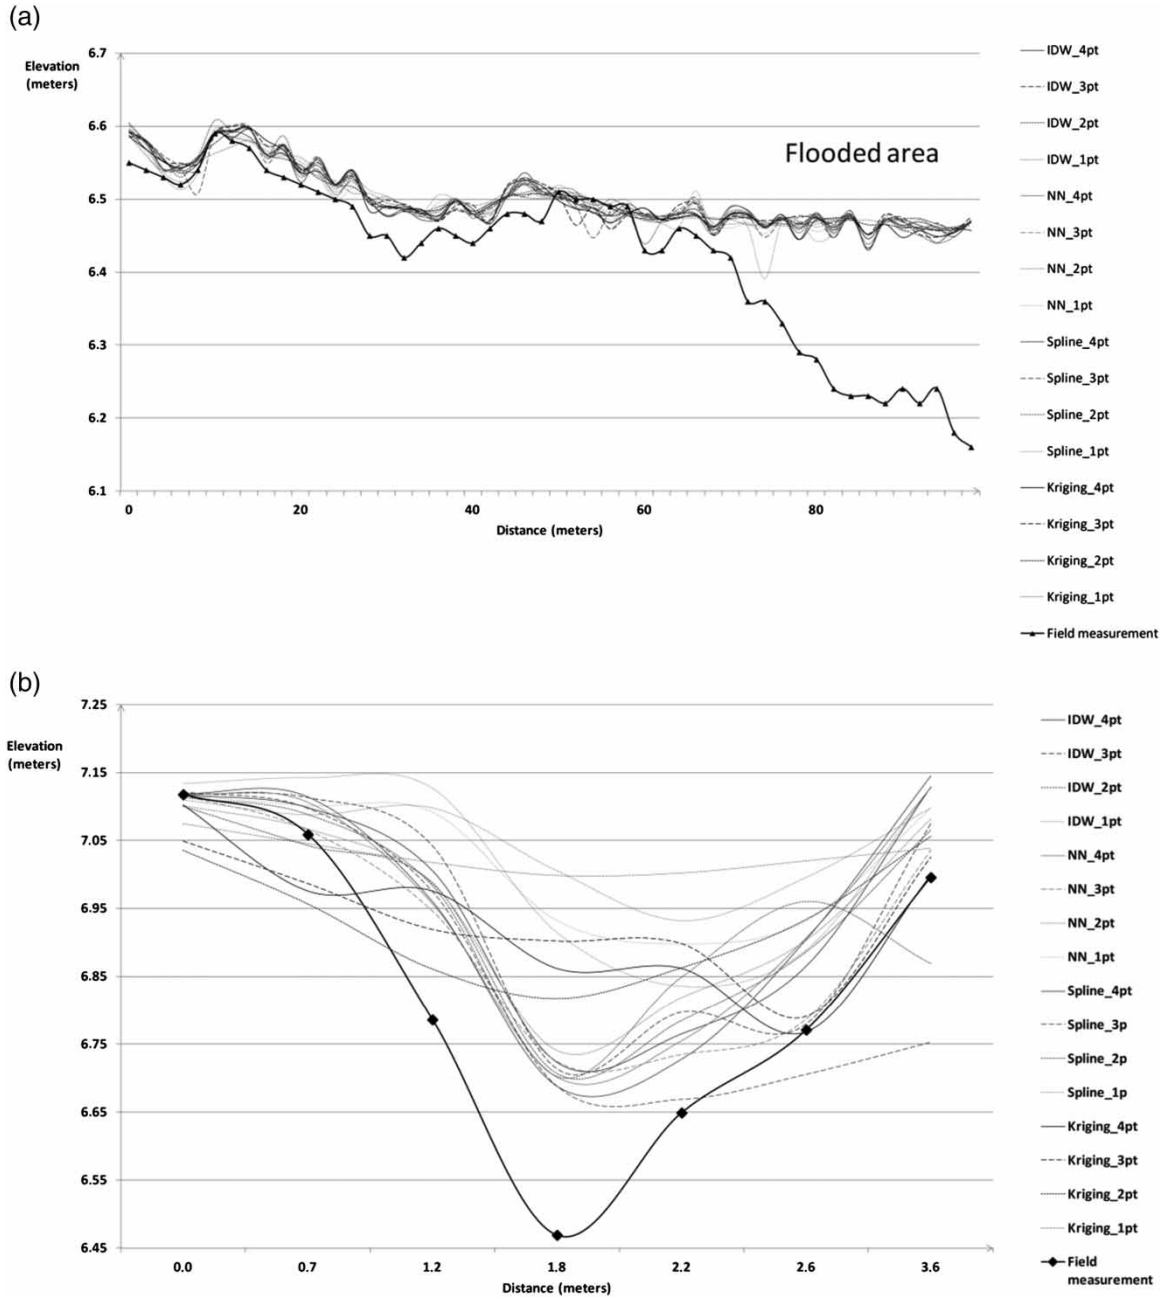 (a)
6.7
Elevation
(meters)
6.6
6.5
6.4
6.3
6.2
6.1
Flooded area
0
20
40
60
80
Distance (meters)
IDW_4pt
IDW_3pt
IDW_2pt
IDW_1pt
NN_4pt
NN_3pt
NN_2pt
NN_1pt
Spline_4pt
Spline_3pt
Spline_2pt
Spline_1pt
Kriging_4pt
Kriging_3pt
Kriging_2pt
Kriging_1pt
Field measurement
(b)
7.25
Elevation
(meters)
7.15
7.05
6.95
6.85
6.75
6.65
6.55
6.45
0.0
0.7
1.2
1.8
2.2
2.6
3.6
Distance (meters)
IDW_4pt
IDW_3pt
IDW_2pt
IDW_1pt
NN_4pt
NN_3pt
NN_2pt
NN_1pt
Spline_4pt
Spline_3p
Spline_2p
Spline_1p
Kriging_4pt
Kriging_3pt
Kriging_2pt
Kriging_1pt
Field
measurement